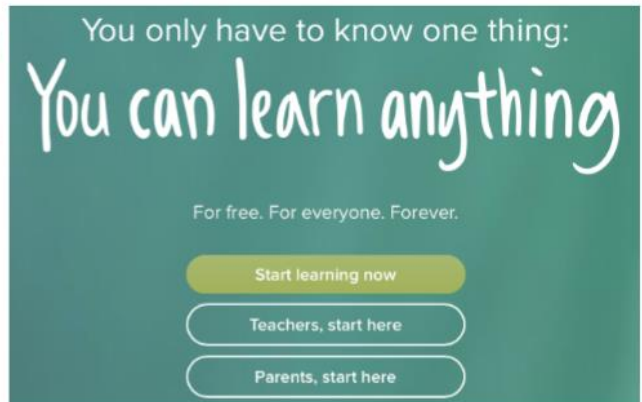 You only have to know one thing:
You can learn anything
For free. For everyone. Forever.
Start learning now
Teachers, start here
Parents, start here